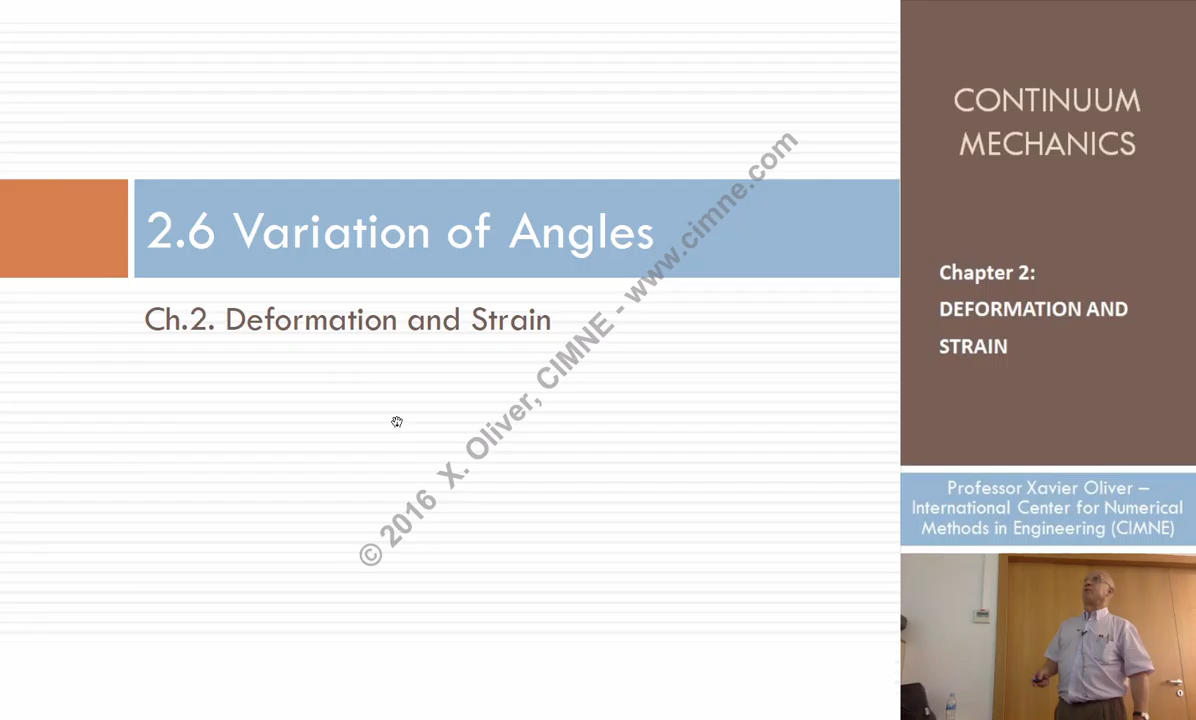 2.6 Variation of Angles
Ch.2. Deformation and Strain
© 2016 X. Oliver, CIMNE - www.cimne.com
CONTINUUM
MECHANICS
Chapter 2:
DEFORMATION AND
STRAIN
Professor Xavier Oliver –
International Center for Numerical
Methods in Engineering (CIMNE)